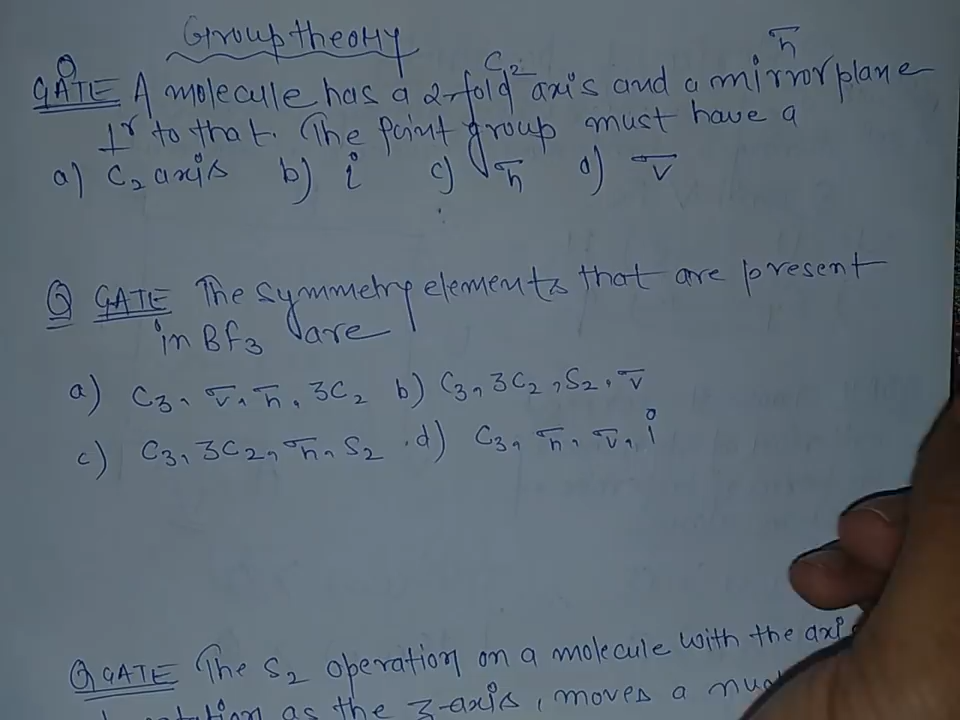 Group theory
C2 σh
Q GATE A molecule has a 2-fold axis and a mirror plane
⊥r to that. The point group must have a
a) C2 axis b) i c) σh d) σv
Q GATE The symmetry elements that are present
in BF3 are
a) C3, σv, σh, 3C2 b) C3, 3C2, S2, σv
c) C3, 3C2, σh, S2 d) C3, σh, σv, i
Q GATE The S2 operation on a molecule with the
as the Z-axis, moves a